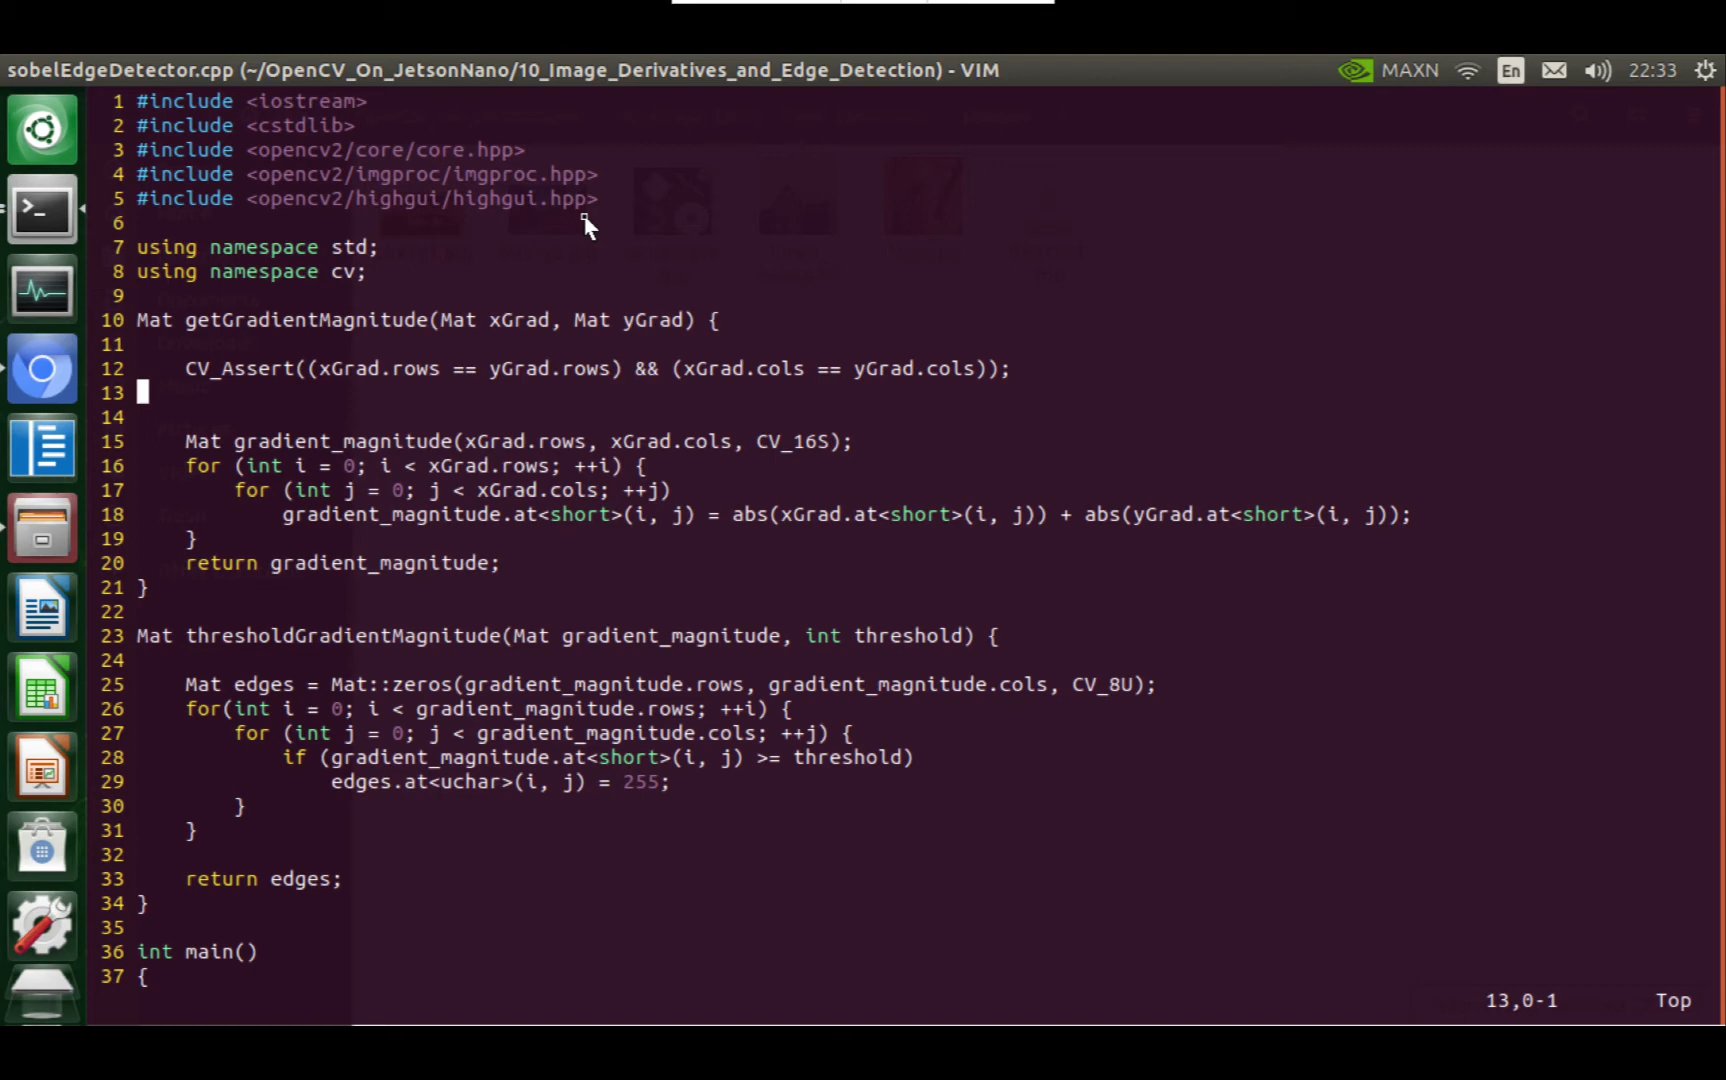 sobelEdgeDetector.cpp (~/OpenCV_On_JetsonNano/10_Image_Derivatives_and_Edge_Detection) - VIM
MAXN En 22:33
1 #include <iostream>
2 #include <cstdlib>
3 #include <opencv2/core/core.hpp>
4 #include <opencv2/imgproc/imgproc.hpp>
5 #include <opencv2/highgui/highgui.hpp>
6
7 using namespace std;
8 using namespace cv;
9
10 Mat getGradientMagnitude(Mat xGrad, Mat yGrad) {
11
12     CV_Assert((xGrad.rows == yGrad.rows) && (xGrad.cols == yGrad.cols));
13
14
15     Mat gradient_magnitude(xGrad.rows, xGrad.cols, CV_16S);
16     for (int i = 0; i < xGrad.rows; ++i) {
17         for (int j = 0; j < xGrad.cols; ++j)
18             gradient_magnitude.at<short>(i, j) = abs(xGrad.at<short>(i, j)) + abs(yGrad.at<short>(i, j));
19     }
20     return gradient_magnitude;
21 }
22
23 Mat thresholdGradientMagnitude(Mat gradient_magnitude, int threshold) {
24
25     Mat edges = Mat::zeros(gradient_magnitude.rows, gradient_magnitude.cols, CV_8U);
26     for(int i = 0; i < gradient_magnitude.rows; ++i) {
27         for (int j = 0; j < gradient_magnitude.cols; ++j) {
28             if (gradient_magnitude.at<short>(i, j) >= threshold)
29                 edges.at<uchar>(i, j) = 255;
30         }
31     }
32
33     return edges;
34 }
35
36 int main()
37 {
13,0-1 Top